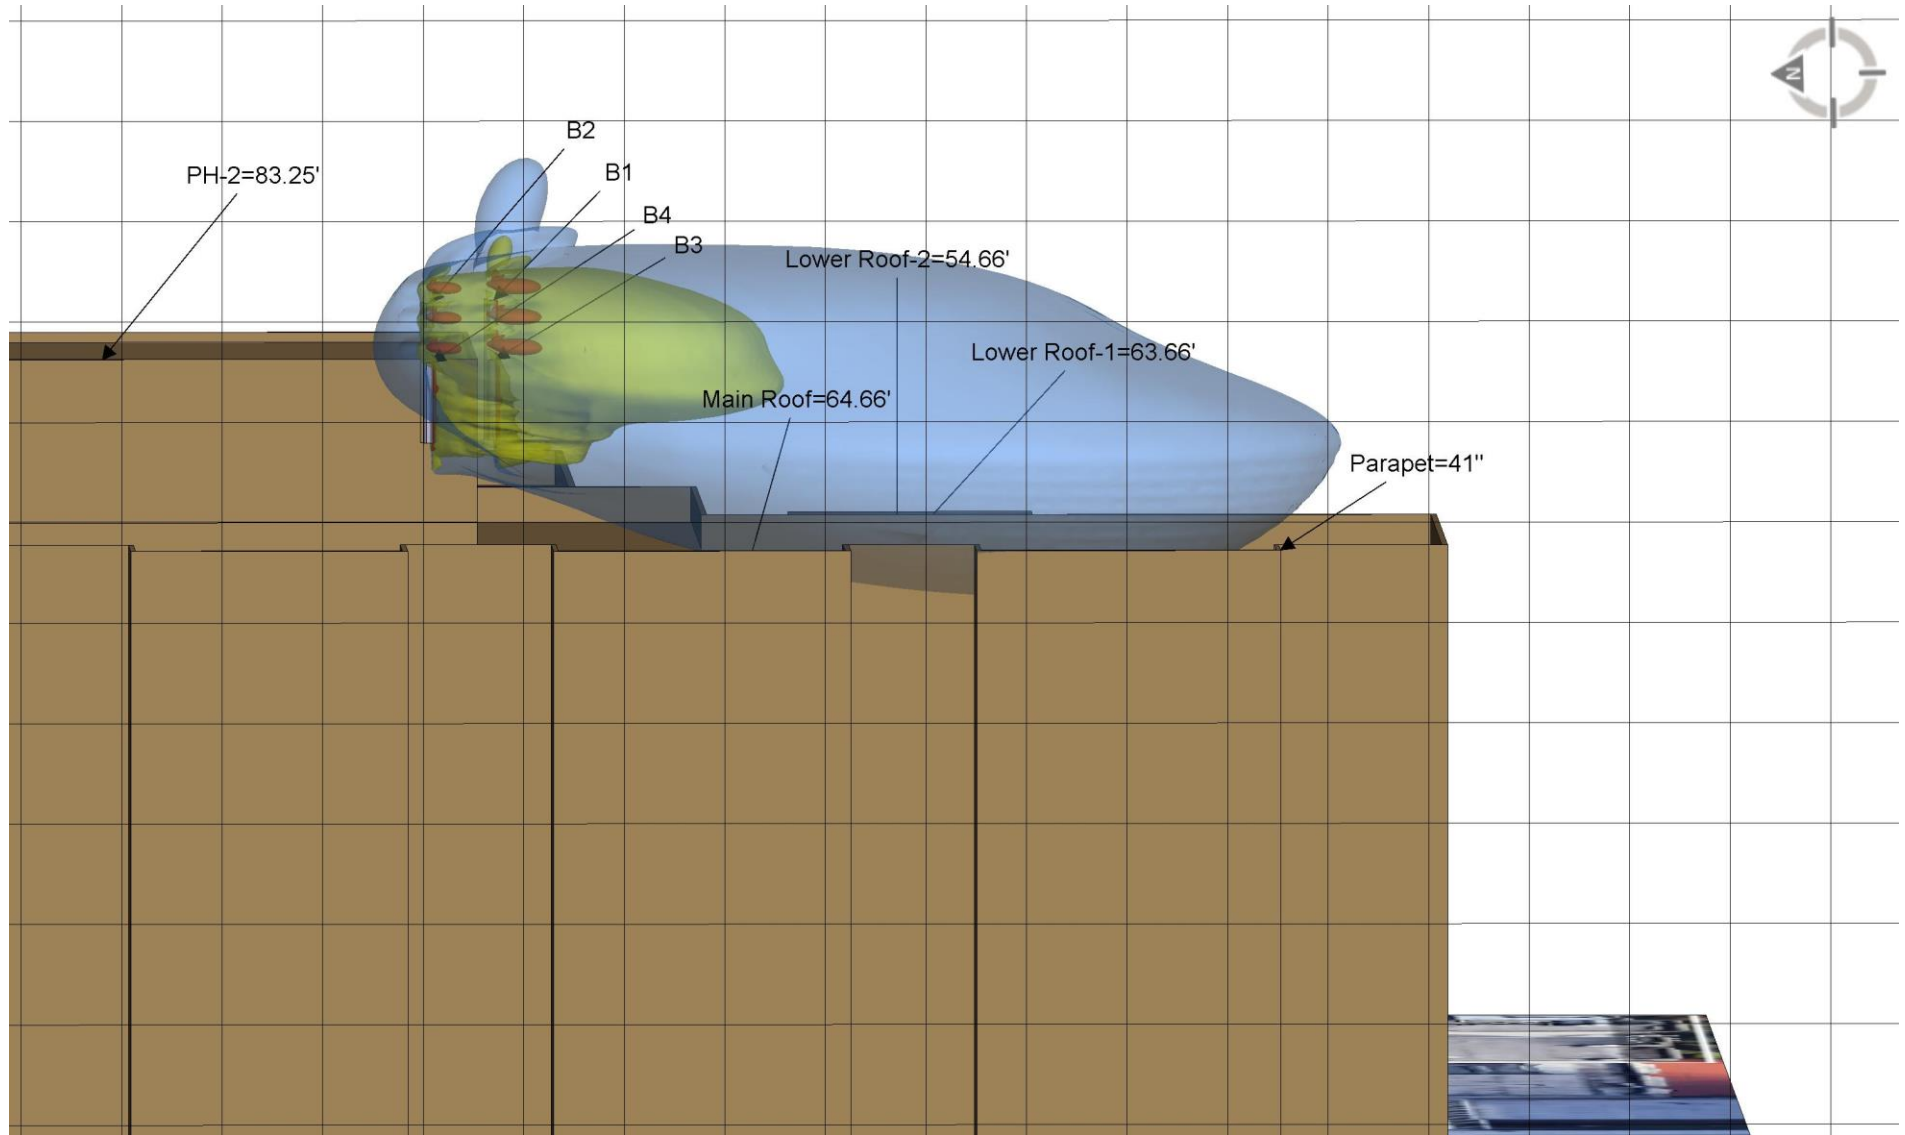 N
B2
PH-2=83.25'
B1
B4
B3
Lower Roof-2=54.66'
Lower Roof-1=63.66'
Main Roof=64.66'
Parapet=41"